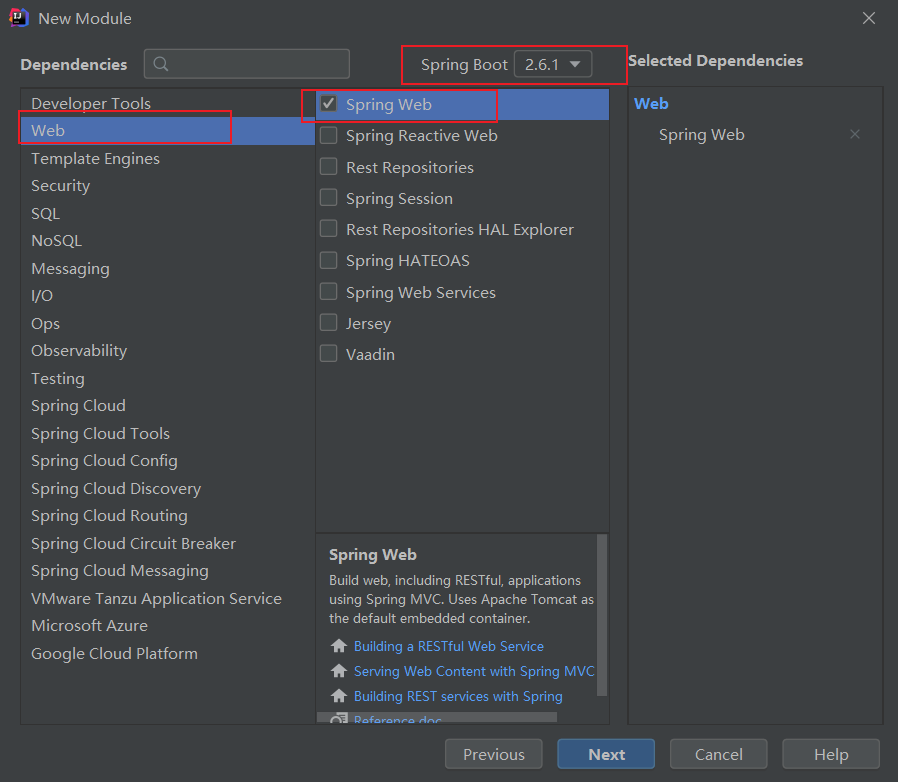 New Module
Dependencies
Spring Boot 2.6.1
Selected Dependencies
Developer Tools
Web
Template Engines
Security
SQL
NoSQL
Messaging
I/O
Ops
Observability
Testing
Spring Cloud
Spring Cloud Tools
Spring Cloud Config
Spring Cloud Discovery
Spring Cloud Routing
Spring Cloud Circuit Breaker
Spring Cloud Messaging
VMware Tanzu Application Service
Microsoft Azure
Google Cloud Platform
Spring Web
Spring Reactive Web
Rest Repositories
Spring Session
Rest Repositories HAL Explorer
Spring HATEOAS
Spring Web Services
Jersey
Vaadin
Spring Web
Build web, including RESTful, applications
using Spring MVC. Uses Apache Tomcat as
the default embedded container.
Building a RESTful Web Service
Serving Web Content with Spring MVC
Building REST services with Spring
Reference doc
Web
Spring Web
Previous
Next
Cancel
Help